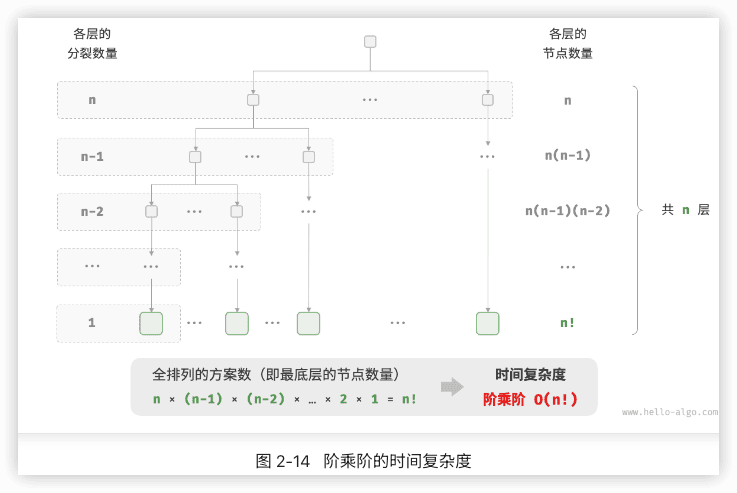 各层的
分裂数量
各层的
节点数量
n
...
n
n-1
...
...
n(n-1)
n-2
...
...
n(n-1)(n-2)
共 n 层
...
...
...
...
1
...
...
...
n!
全排列的方案数（即最底层的节点数量）
n × (n-1) × (n-2) × … × 2 × 1 = n!
时间复杂度
阶乘阶 O(n!)
www.hello-algo.com
图 2-14 阶乘阶的时间复杂度